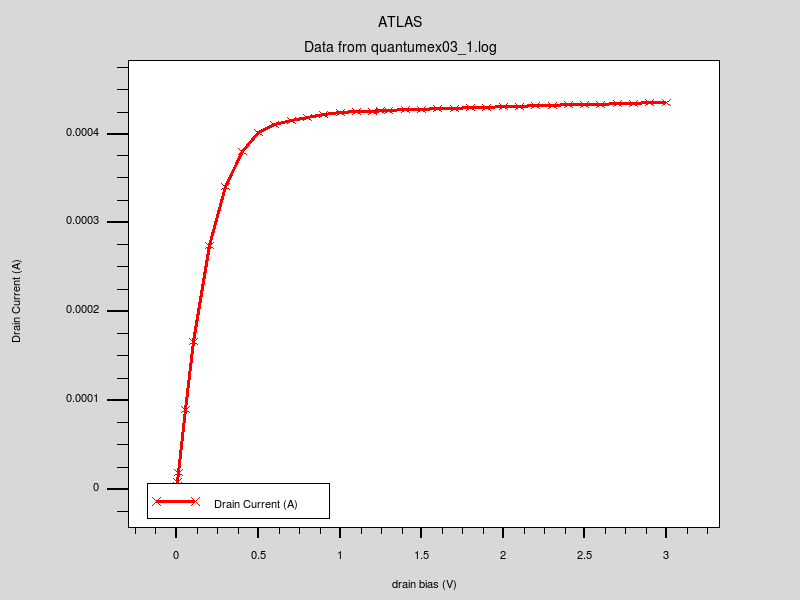 ATLAS
Data from quantumex03_1.log
Drain Current (A)
0.0004
0.0003
0.0002
0.0001
0
Drain Current (A)
0 0.5 1 1.5 2 2.5 3
drain bias (V)